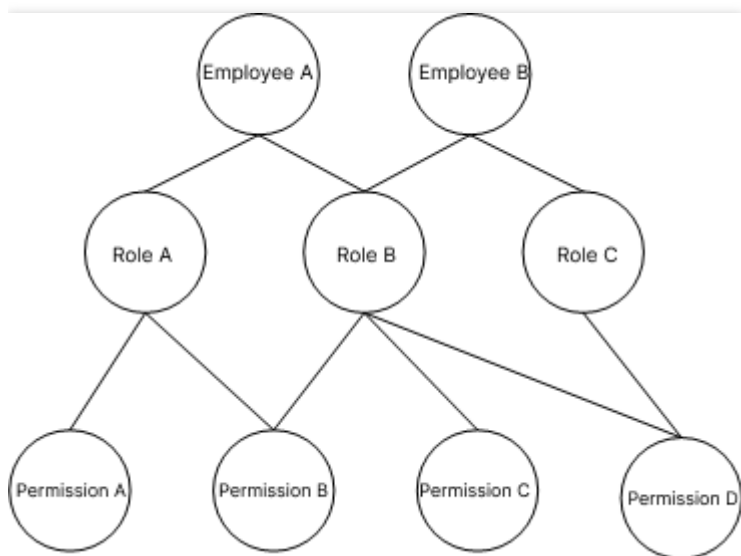 Employee A
Employee B
Role A
Role B
Role C
Permission A
Permission B
Permission C
Permission D